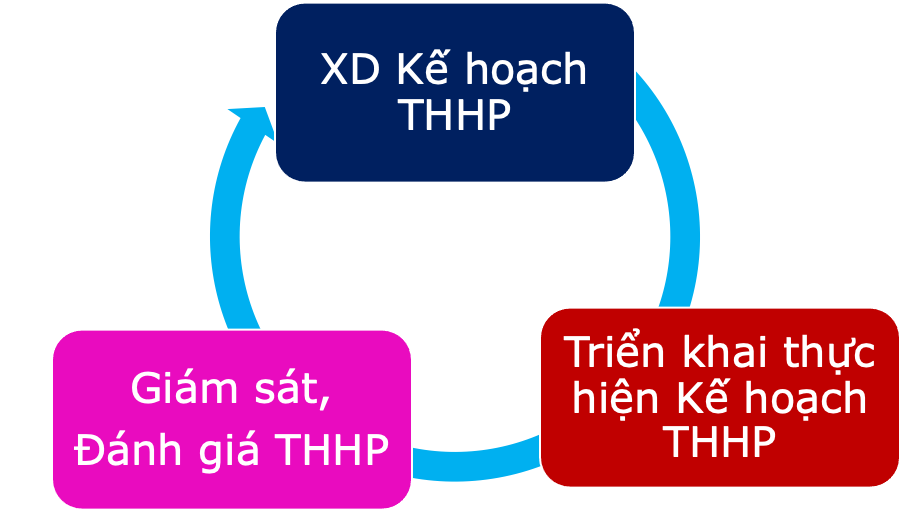 XD Kế hoạch
THHP
Triển khai thực
hiện Kế hoạch
THHP
Giám sát,
Đánh giá THHP